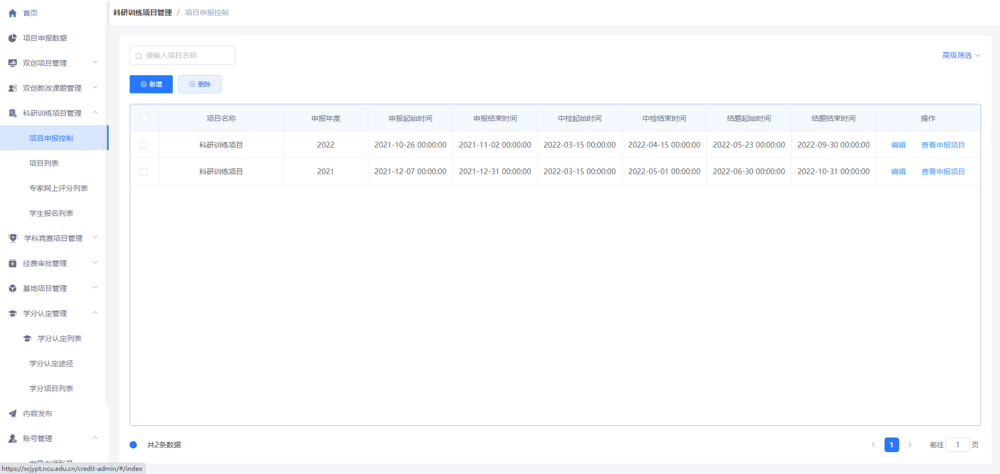 首页
项目申报数据
双创项目管理
双创教改课题管理
科研训练项目管理
项目申报控制
项目列表
专家网上评分列表
学生报名列表
学科竞赛项目管理
经费审批管理
基地项目管理
学分认定管理
学分认定列表
学分认定途径
学分项目列表
内容发布
账号管理
指导老师账号
https://scjypt.ncu.edu.cn/credit-admin/#/index
科研训练项目管理 / 项目申报控制
请输入项目名称
高级筛选
新增 删除
项目名称 申报年度 申报起始时间 申报结束时间 中检起始时间 中检结束时间 结题起始时间 结题结束时间 操作
科研训练项目 2022 2021-10-26 00:00:00 2021-11-02 00:00:00 2022-03-15 00:00:00 2022-04-15 00:00:00 2022-05-23 00:00:00 2022-09-30 00:00:00 编辑 查看申报项目
科研训练项目 2021 2021-12-07 00:00:00 2021-12-31 00:00:00 2022-03-15 00:00:00 2022-05-01 00:00:00 2022-06-30 00:00:00 2022-10-31 00:00:00 编辑 查看申报项目
共2条数据
1 前往 1 页